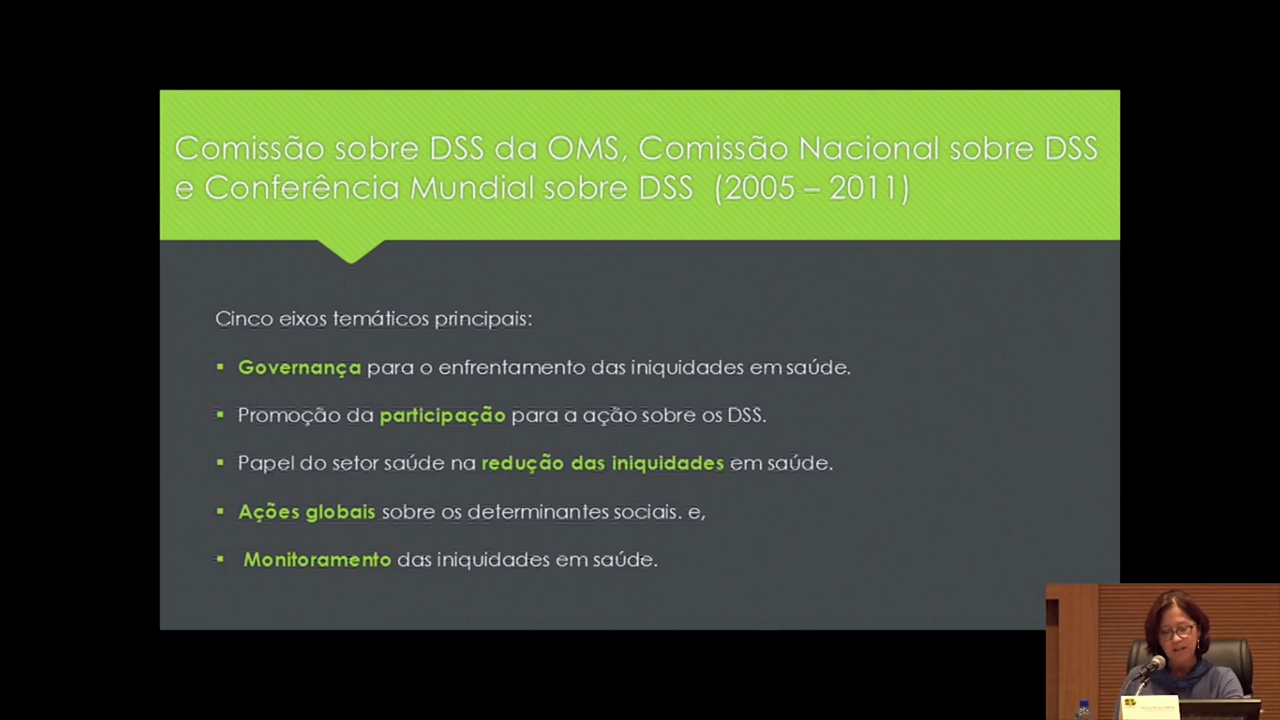 Comissão sobre DSS da OMS, Comissão Nacional sobre DSS
e Conferência Mundial sobre DSS (2005 – 2011)
Cinco eixos temáticos principais:
▪ Governança para o enfrentamento das iniquidades em saúde.
▪ Promoção da participação para a ação sobre os DSS.
▪ Papel do setor saúde na redução das iniquidades em saúde.
▪ Ações globais sobre os determinantes sociais. e,
▪ Monitoramento das iniquidades em saúde.